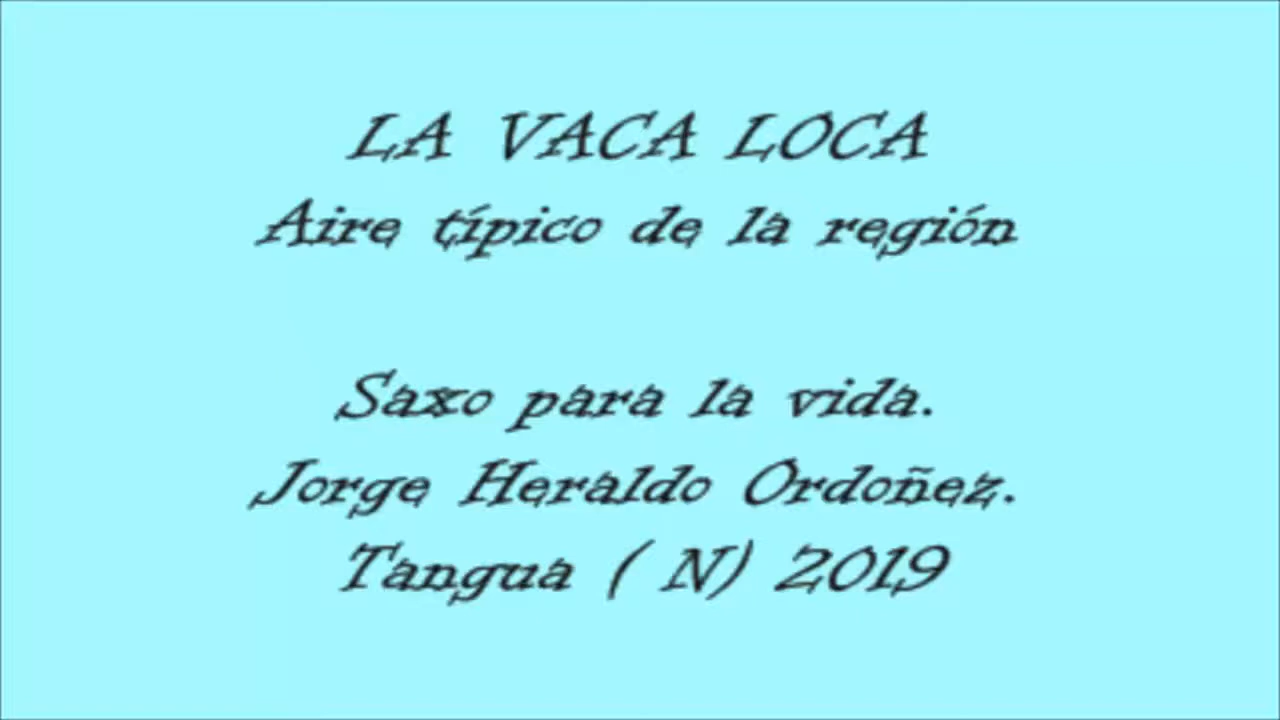 LA VACA LOCA
Aire típico de la región
Saxo para la vida.
Jorge Heraldo Ordoñez.
Tangua ( N) 2019